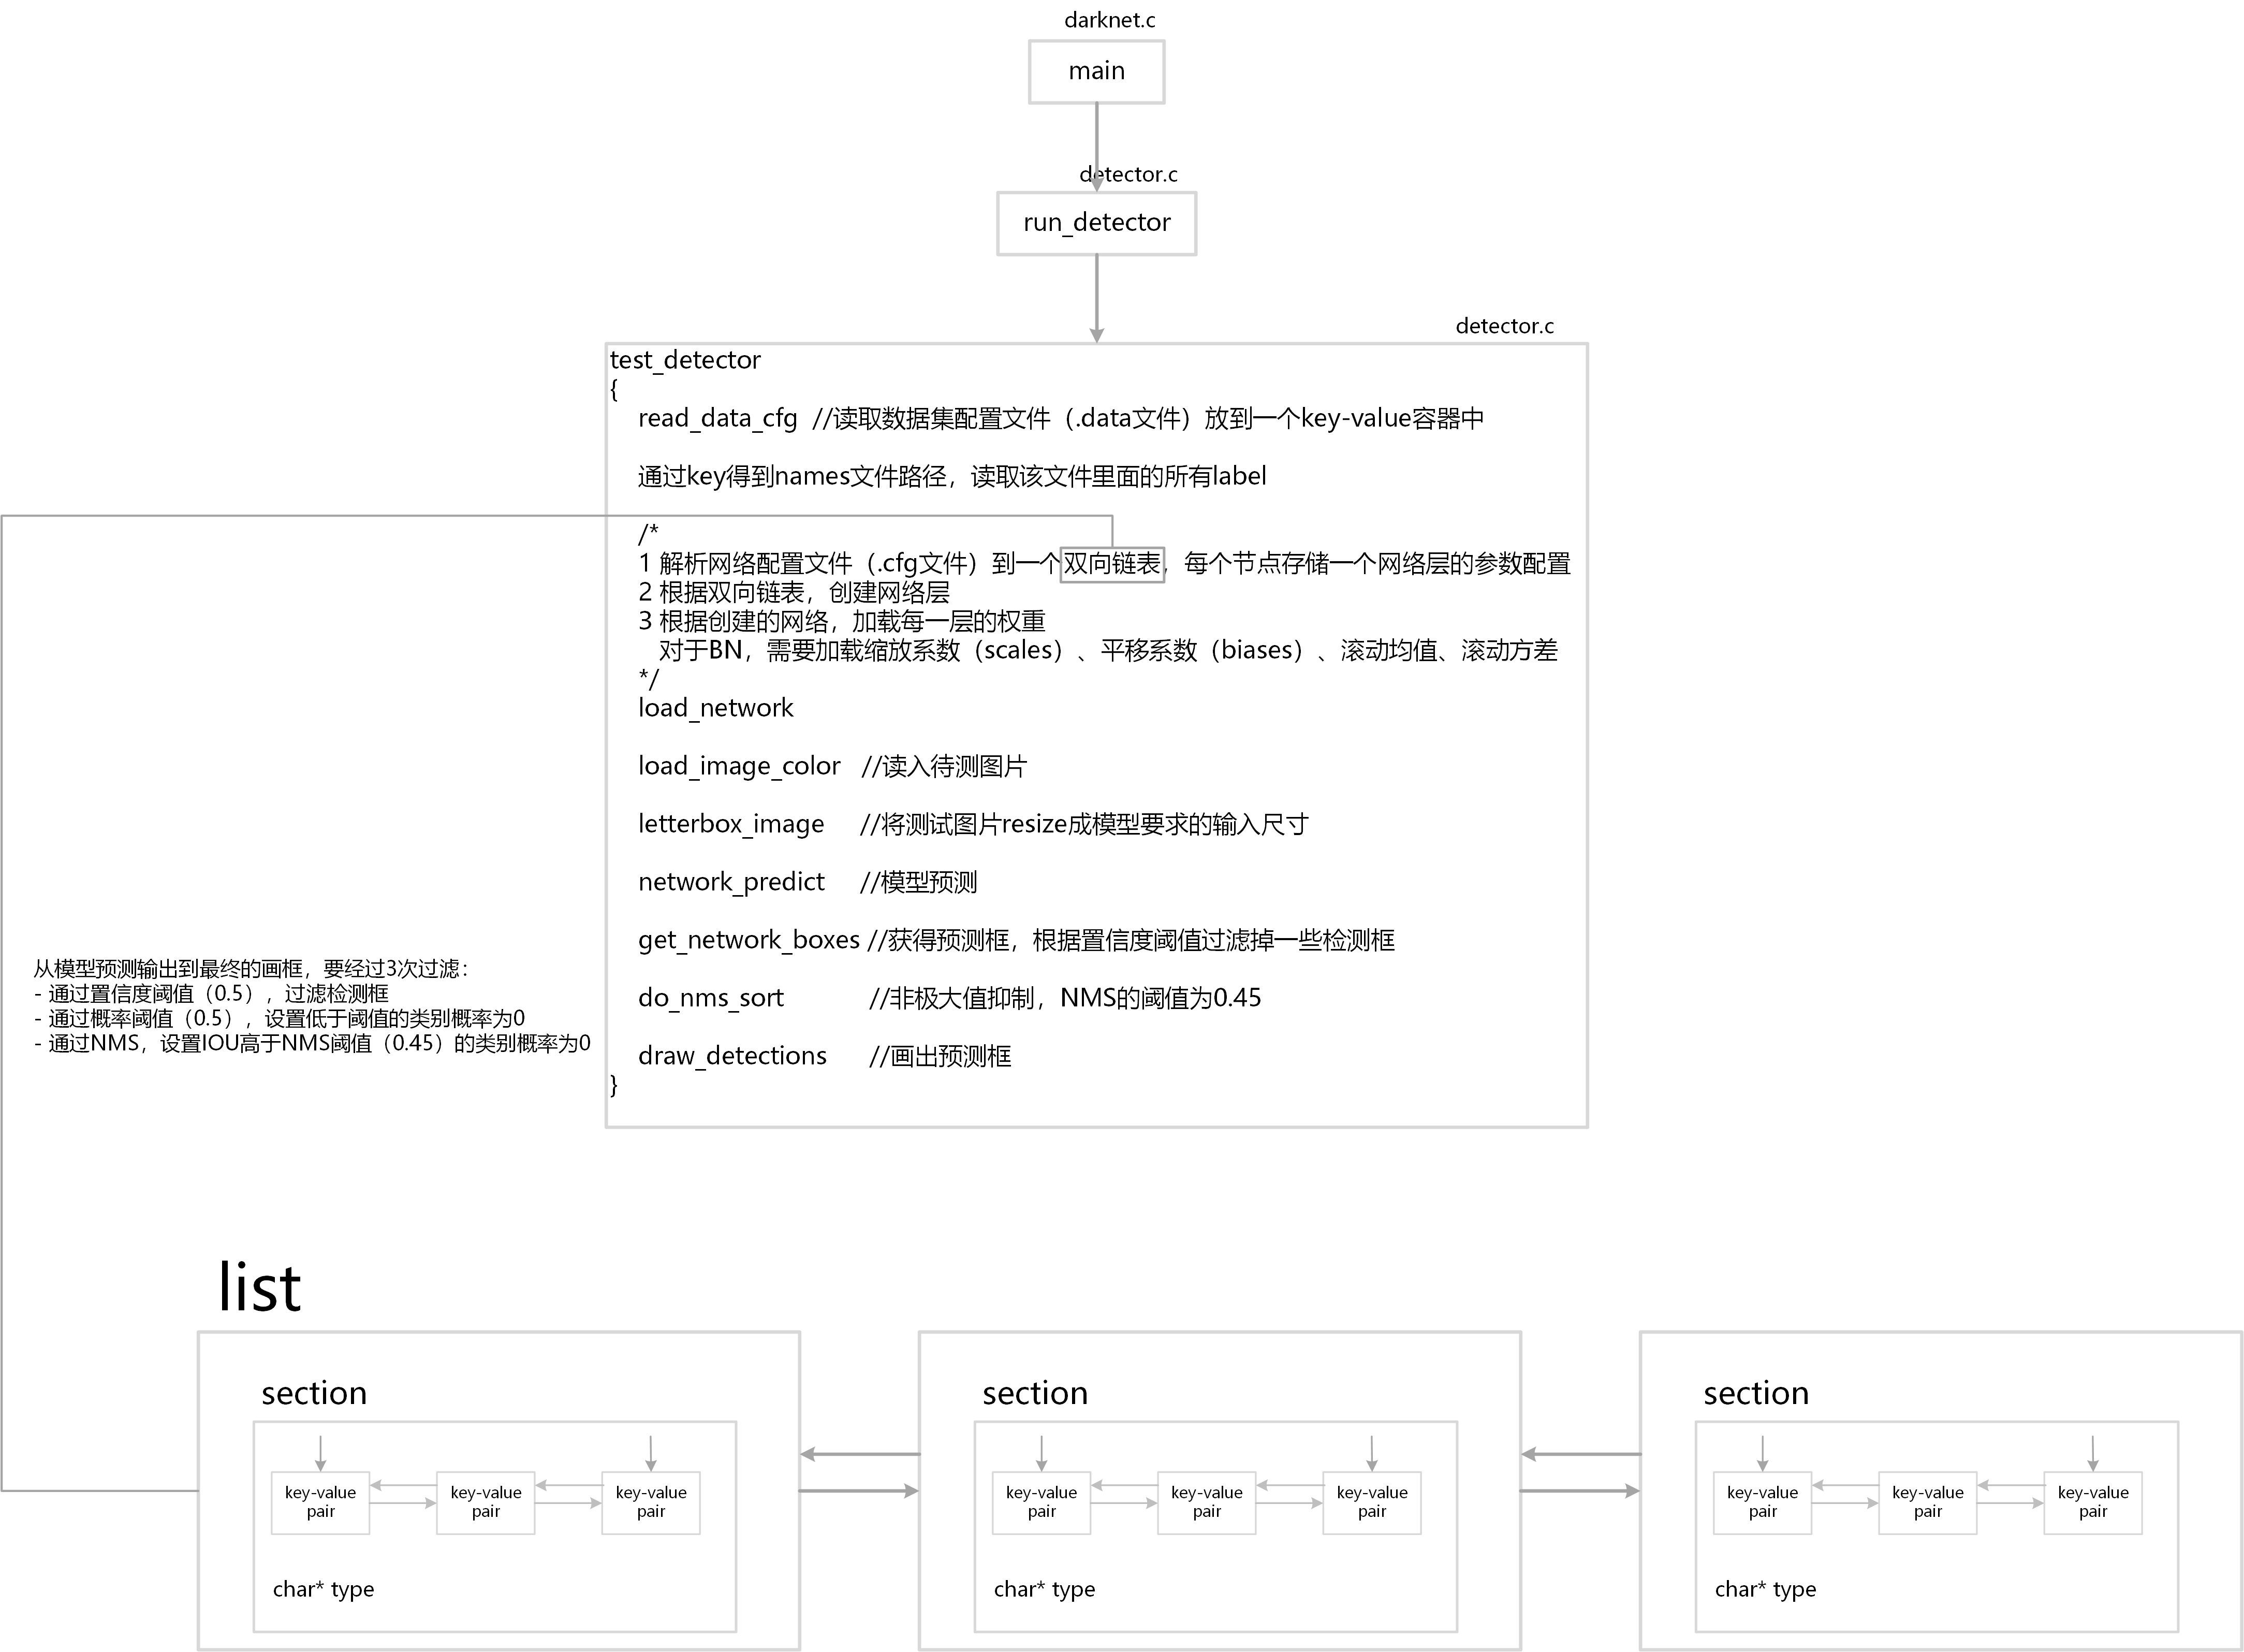 darknet.c
main
detector.c
run_detector
detector.c
test_detector
{
read_data_cfg //读取数据集配置文件（.data文件）放到一个key-value容器中
通过key得到names文件路径，读取该文件里面的所有label
/*
1 解析网络配置文件（.cfg文件）到一个双向链表，每个节点存储一个网络层的参数配置
2 根据双向链表，创建网络层
3 根据创建的网络，加载每一层的权重
对于BN，需要加载缩放系数（scales）、平移系数（biases）、滚动均值、滚动方差
*/
load_network
load_image_color //读入待测图片
letterbox_image //将测试图片resize成模型要求的输入尺寸
network_predict //模型预测
get_network_boxes //获得预测框，根据置信度阈值过滤掉一些检测框
do_nms_sort //非极大值抑制，NMS的阈值为0.45
draw_detections //画出预测框
}
从模型预测输出到最终的画框，要经过3次过滤：
- 通过置信度阈值（0.5），过滤检测框
- 通过概率阈值（0.5），设置低于阈值的类别概率为0
- 通过NMS，设置IOU高于NMS阈值（0.45）的类别概率为0
list
section
key-value
pair
key-value
pair
key-value
pair
char* type
section
key-value
pair
key-value
pair
key-value
pair
char* type
section
key-value
pair
key-value
pair
key-value
pair
char* type